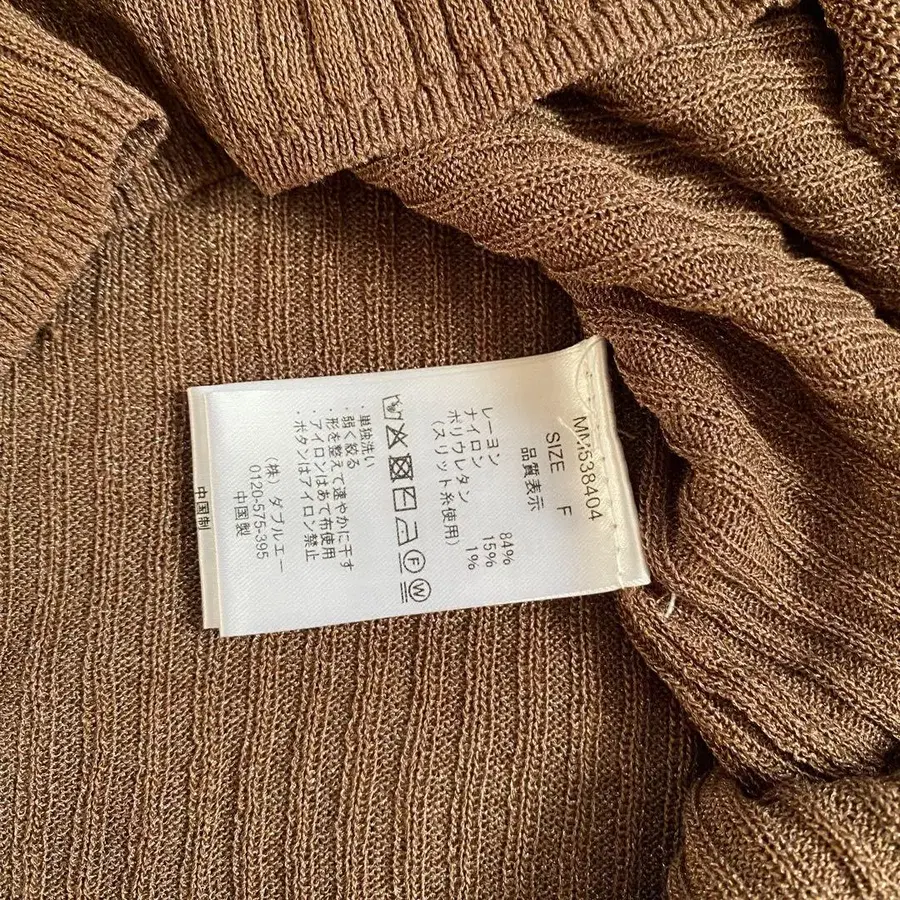 MM538404
SIZE F
品質表示
レーヨン 84%
ナイロン 15%
ポリウレタン 1%
(スリット糸使用)
・単独洗い
・弱く絞る
・形を整えて速やかに干す
・アイロンはあて布使用
・ボタンはアイロン禁止
(株)ダブルエー
0120-575-395
中国製
中国制